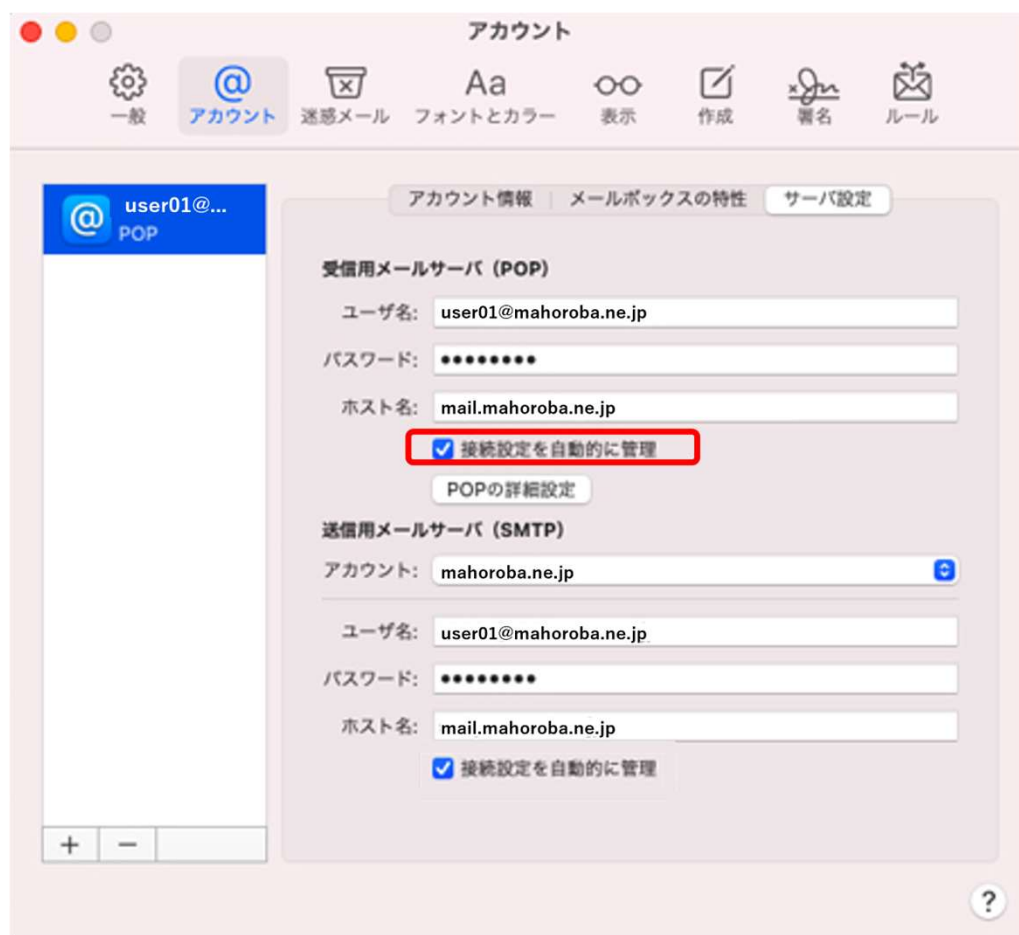 アカウント
一般 アカウント 迷惑メール フォントとカラー 表示 作成 署名 ルール
user01@...
POP
アカウント情報 メールボックスの特性 サーバ設定
受信用メールサーバ（POP）
ユーザ名: user01@mahoroba.ne.jp
パスワード: ●●●●●●●●
ホスト名: mail.mahoroba.ne.jp
接続設定を自動的に管理
POPの詳細設定
送信用メールサーバ（SMTP）
アカウント: mahoroba.ne.jp
ユーザ名: user01@mahoroba.ne.jp
パスワード: ●●●●●●●●
ホスト名: mail.mahoroba.ne.jp
接続設定を自動的に管理
+ −
?